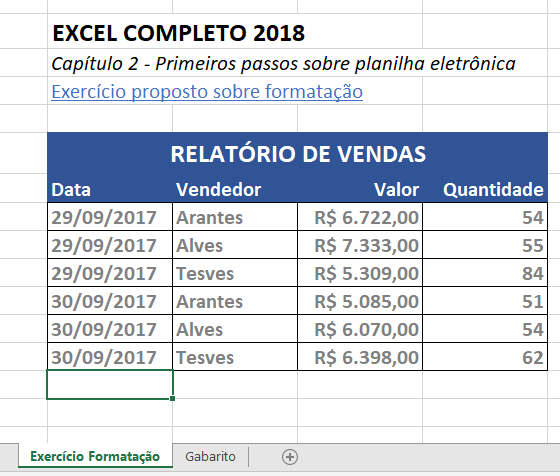 EXCEL COMPLETO 2018
Capítulo 2 - Primeiros passos sobre planilha eletrônica
Exercício proposto sobre formatação
RELATÓRIO DE VENDAS
Data Vendedor Valor Quantidade
29/09/2017 Arantes R$ 6.722,00 54
29/09/2017 Alves R$ 7.333,00 55
29/09/2017 Tesves R$ 5.309,00 84
30/09/2017 Arantes R$ 5.085,00 51
30/09/2017 Alves R$ 6.070,00 54
30/09/2017 Tesves R$ 6.398,00 62
Exercício Formatação Gabarito